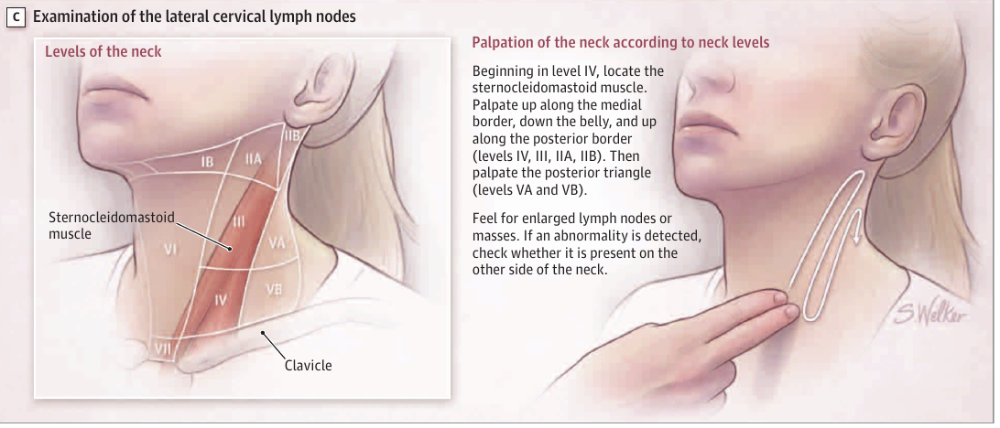 C Examination of the lateral cervical lymph nodes
Levels of the neck
IIB
IB
IIA
Sternocleidomastoid
muscle
III
VI
VA
IV
VB
VII
Clavicle
Palpation of the neck according to neck levels
Beginning in level IV, locate the
sternocleidomastoid muscle.
Palpate up along the medial
border, down the belly, and up
along the posterior border
(levels IV, III, IIA, IIB). Then
palpate the posterior triangle
(levels VA and VB).
Feel for enlarged lymph nodes or
masses. If an abnormality is detected,
check whether it is present on the
other side of the neck.
S. Welker